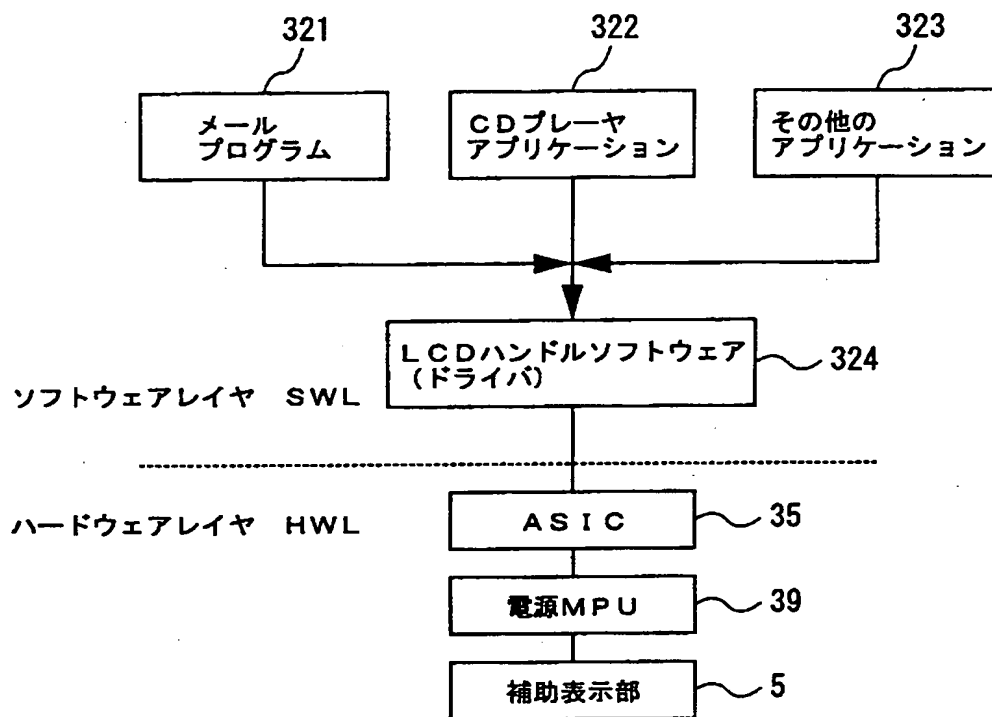 321
322
323
メール
プログラム
CDプレーヤ
アプリケーション
その他の
アプリケーション
LCDハンドルソフトウェア
(ドライバ)
324
ソフトウェアレイヤ SWL
ハードウェアレイヤ HWL
ASIC
35
電源MPU
39
補助表示部
5